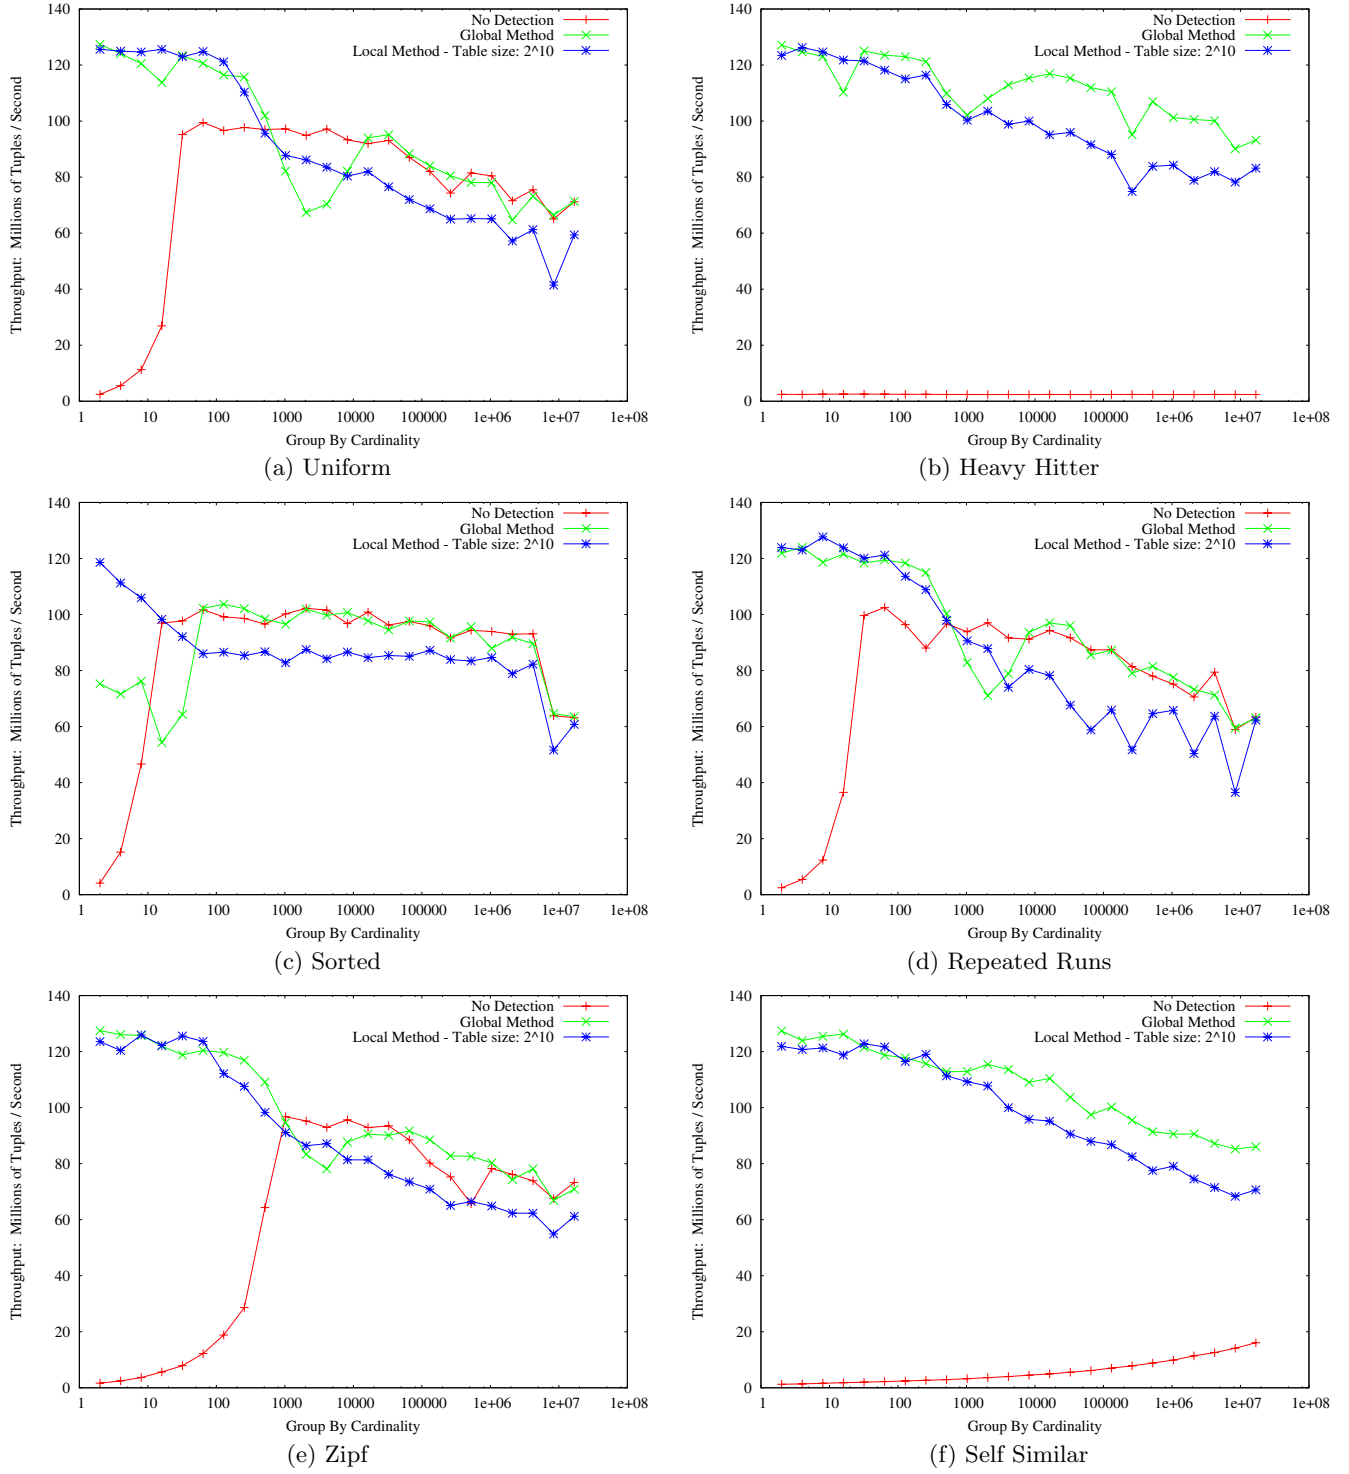 140
120
100
80
60
40
20
0
Throughput: Millions of Tuples / Second
No Detection
Global Method
Local Method - Table size: 2^10
1 10 100 1000 10000 100000 1e+06 1e+07 1e+08
Group By Cardinality
(a) Uniform
140
120
100
80
60
40
20
0
Throughput: Millions of Tuples / Second
No Detection
Global Method
Local Method - Table size: 2^10
1 10 100 1000 10000 100000 1e+06 1e+07 1e+08
Group By Cardinality
(b) Heavy Hitter
140
120
100
80
60
40
20
0
Throughput: Millions of Tuples / Second
No Detection
Global Method
Local Method - Table size: 2^10
1 10 100 1000 10000 100000 1e+06 1e+07 1e+08
Group By Cardinality
(c) Sorted
140
120
100
80
60
40
20
0
Throughput: Millions of Tuples / Second
No Detection
Global Method
Local Method - Table size: 2^10
1 10 100 1000 10000 100000 1e+06 1e+07 1e+08
Group By Cardinality
(d) Repeated Runs
140
120
100
80
60
40
20
0
Throughput: Millions of Tuples / Second
No Detection
Global Method
Local Method - Table size: 2^10
1 10 100 1000 10000 100000 1e+06 1e+07 1e+08
Group By Cardinality
(e) Zipf
140
120
100
80
60
40
20
0
Throughput: Millions of Tuples / Second
No Detection
Global Method
Local Method - Table size: 2^10
1 10 100 1000 10000 100000 1e+06 1e+07 1e+08
Group By Cardinality
(f) Self Similar